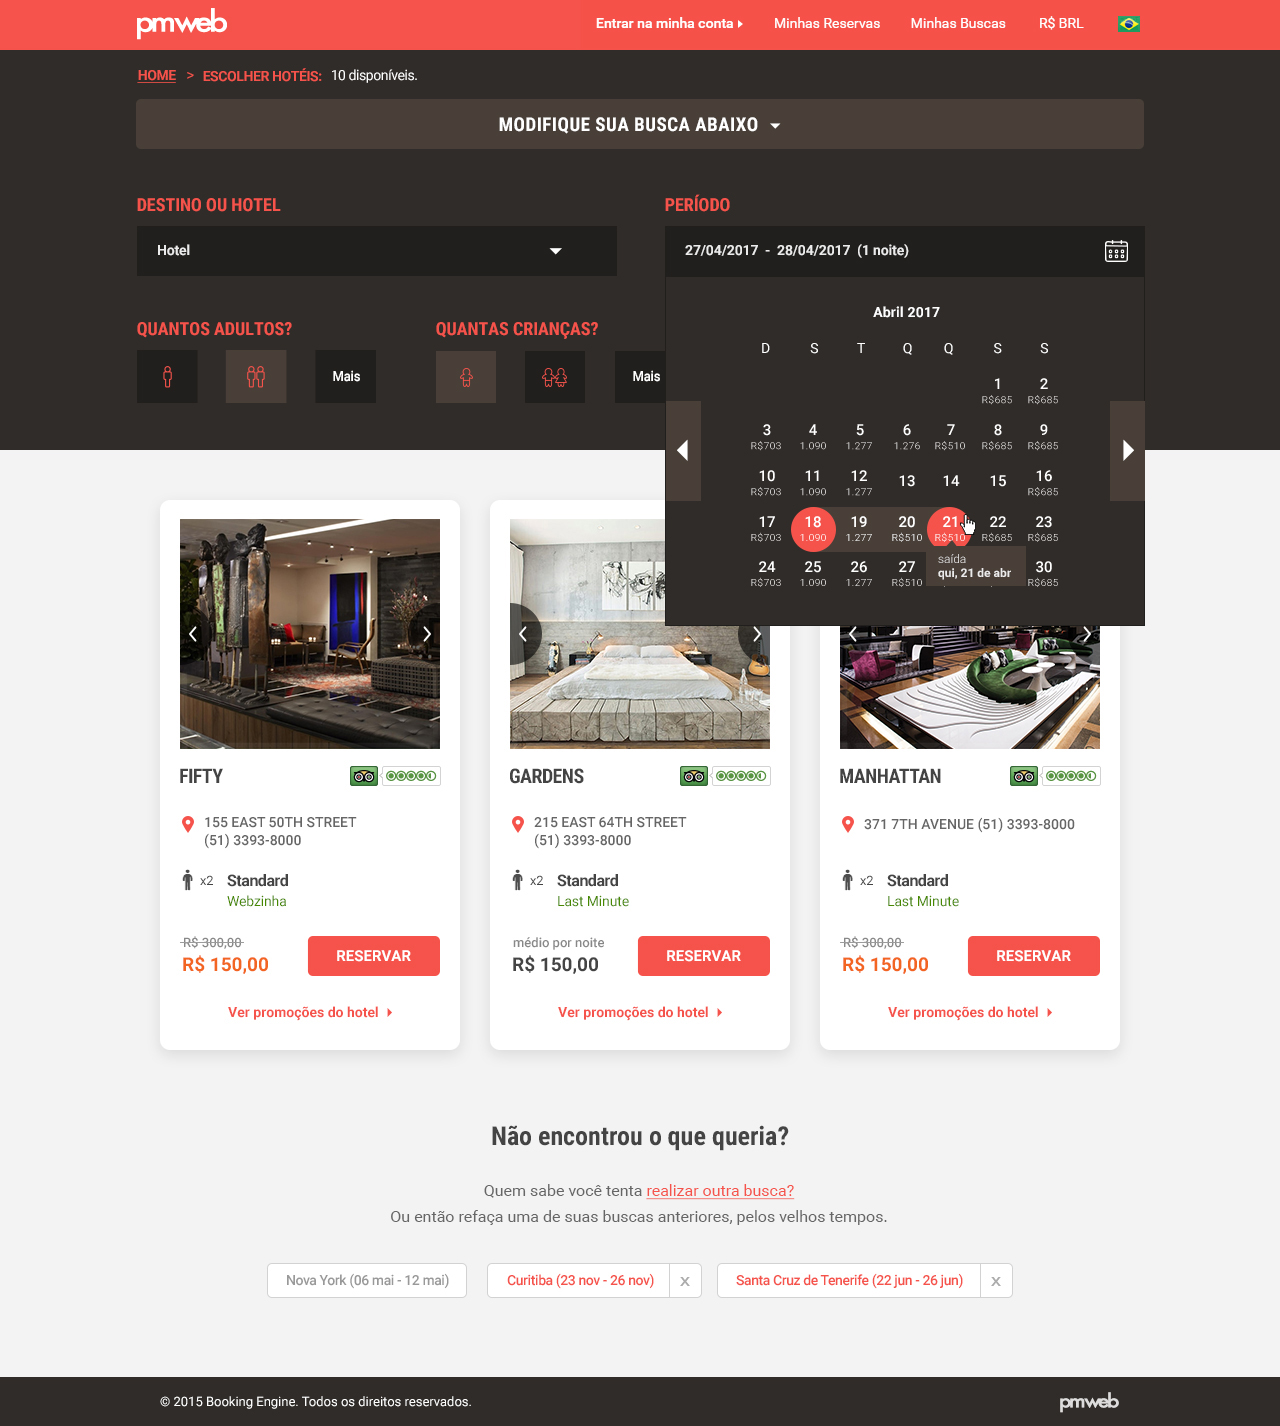 pmweb
Entrar na minha conta
Minhas Reservas
Minhas Buscas
R$ BRL
HOME > ESCOLHER HOTÉIS: 10 disponíveis.
MODIFIQUE SUA BUSCA ABAIXO
DESTINO OU HOTEL
Hotel
PERÍODO
27/04/2017 - 28/04/2017 (1 noite)
QUANTOS ADULTOS?
Mais
QUANTAS CRIANÇAS?
Mais
Abril 2017
D S T Q Q S S
1 2
R$685 R$685
3 4 5 6 7 8 9
R$703 1.090 1.277 1.276 R$510 R$685 R$685
10 11 12 13 14 15 16
R$703 1.090 1.277 R$685
17 18 19 20 21 22 23
R$703 1.090 1.277 R$510 R$510 R$685 R$685
24 25 26 27 30
R$703 1.090 1.277 R$510 R$685
saída
qui, 21 de abr
FIFTY
155 EAST 50TH STREET
(51) 3393-8000
x2 Standard
Webzinha
R$ 300,00
R$ 150,00
RESERVAR
Ver promoções do hotel
GARDENS
215 EAST 64TH STREET
(51) 3393-8000
x2 Standard
Last Minute
médio por noite
R$ 150,00
RESERVAR
Ver promoções do hotel
MANHATTAN
371 7TH AVENUE (51) 3393-8000
x2 Standard
Last Minute
R$ 300,00
R$ 150,00
RESERVAR
Ver promoções do hotel
Não encontrou o que queria?
Quem sabe você tenta realizar outra busca?
Ou então refaça uma de suas buscas anteriores, pelos velhos tempos.
Nova York (06 mai - 12 mai)
Curitiba (23 nov - 26 nov) x
Santa Cruz de Tenerife (22 jun - 26 jun) x
© 2015 Booking Engine. Todos os direitos reservados.
pmweb